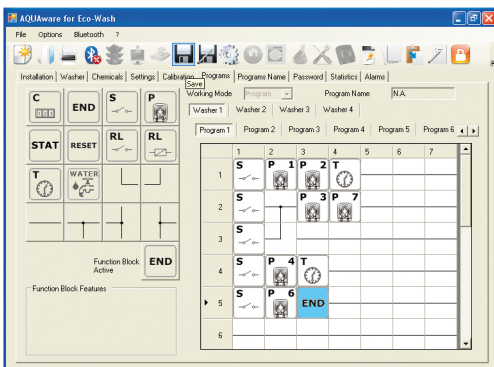 AQUAware for Eco-Wash
File Options Bluetooth ?
Installation Washer Chemicals Settings Calibration Programs Programs Name Password Statistics Alarms
Save
Working Mode Program Program Name N.A.
Washer 1 Washer 2 Washer 3 Washer 4
Program 1 Program 2 Program 3 Program 4 Program 5 Program 6
C END S P
STAT RESET RL RL
T WATER
Function Block Active END
Function Block Features
1 2 3 4 5 6 7
1 S P 1 P 2 T
2 S P 3 P 7
3 S
4 S P 4 T
5 S P 6 END
6